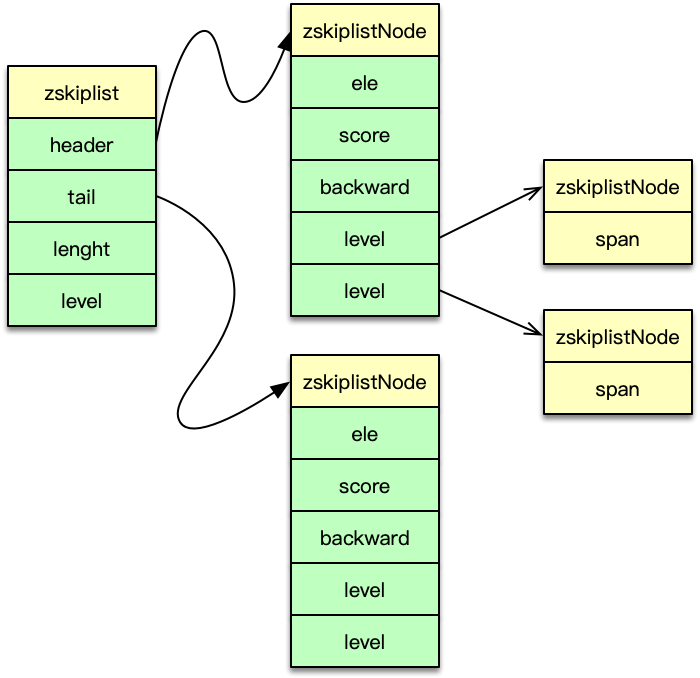 zskiplist
header
tail
lenght
level
zskiplistNode
ele
score
backward
level
level
zskiplistNode
span
zskiplistNode
span
zskiplistNode
ele
score
backward
level
level